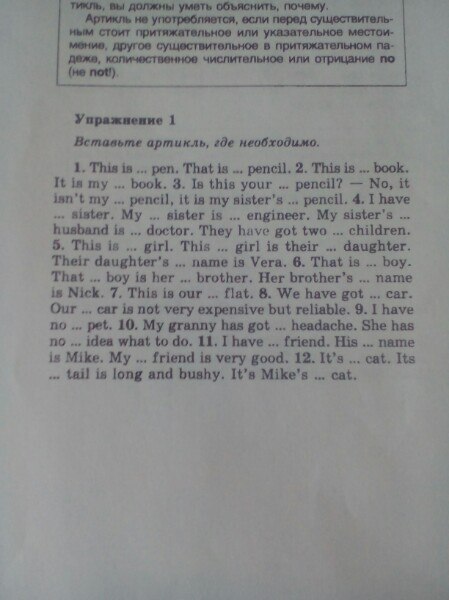 тикль, вы должны уметь объяснить, почему.
Артикль не употребляется, если перед существитель-
ным стоит притяжательное или указательное местои-
мение, другое существительное в притяжательном па-
деже, количественное числительное или отрицание no
(не not!).
Упражнение 1
Вставьте артикль, где необходимо.
1. This is ... pen. That is ... pencil. 2. This is ... book.
It is my ... book. 3. Is this your ... pencil? — No, it
isn't my ... pencil, it is my sister's ... pencil. 4. I have
... sister. My ... sister is ... engineer. My sister's ...
husband is ... doctor. They have got two ... children.
5. This is ... girl. This ... girl is their ... daughter.
Their daughter's ... name is Vera. 6. That is ... boy.
That ... boy is her ... brother. Her brother's ... name
is Nick. 7. This is our ... flat. 8. We have got ... car.
Our ... car is not very expensive but reliable. 9. I have
no ... pet. 10. My granny has got ... headache. She has
no ... idea what to do. 11. I have ... friend. His ... name
is Mike. My ... friend is very good. 12. It's ... cat. Its
... tail is long and bushy. It's Mike's ... cat.